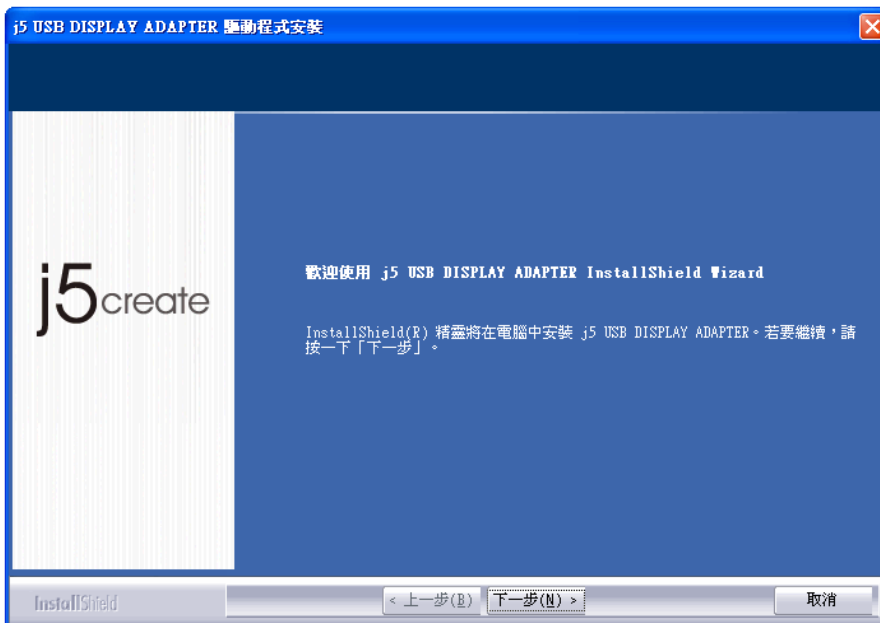 j5 USB DISPLAY ADAPTER 驅動程式安裝
j5create
歡迎使用 j5 USB DISPLAY ADAPTER InstallShield Wizard
InstallShield(R) 精靈將在電腦中安裝 j5 USB DISPLAY ADAPTER。若要繼續，請
按一下「下一步」。
InstallShield
< 上一步(B) 下一步(N) > 取消